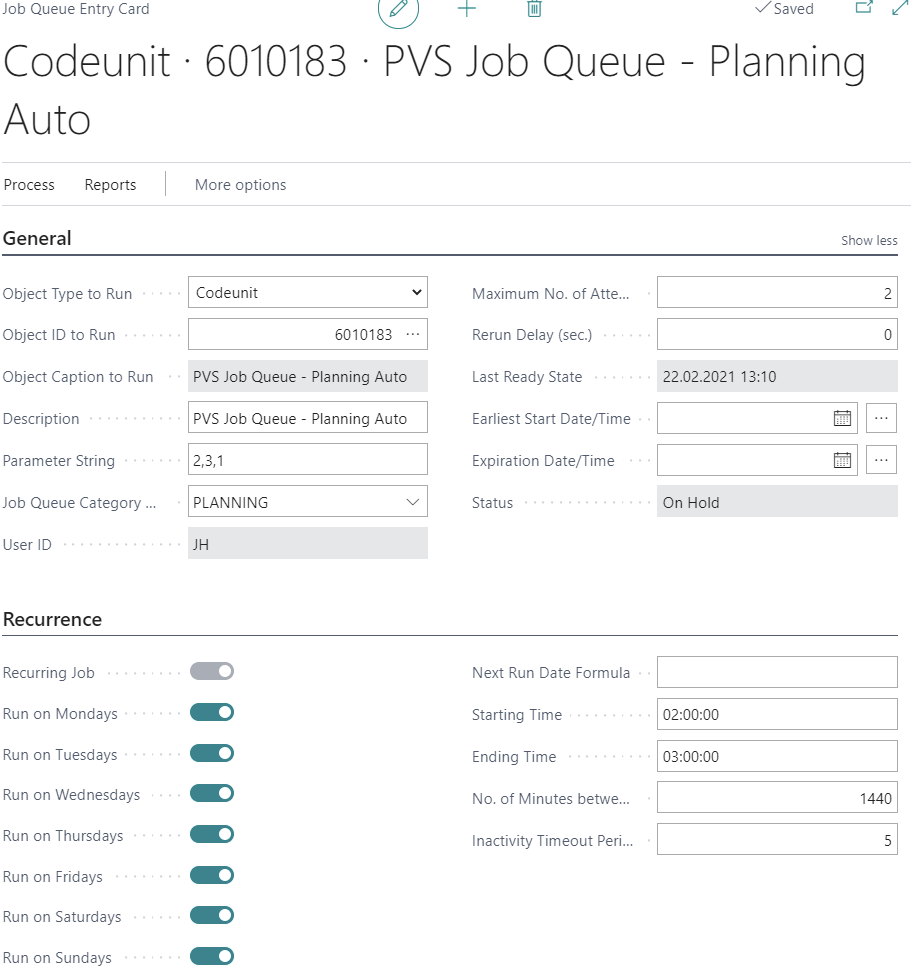 Job Queue Entry Card
Saved
Codeunit · 6010183 · PVS Job Queue - Planning
Auto
Process Reports More options
General
Show less
Object Type to Run Codeunit
Object ID to Run 6010183 ...
Object Caption to Run PVS Job Queue - Planning Auto
Description PVS Job Queue - Planning Auto
Parameter String 2,3,1
Job Queue Category ... PLANNING
User ID JH
Maximum No. of Atte... 2
Rerun Delay (sec.) 0
Last Ready State 22.02.2021 13:10
Earliest Start Date/Time ...
Expiration Date/Time ...
Status On Hold
Recurrence
Recurring Job
Run on Mondays
Run on Tuesdays
Run on Wednesdays
Run on Thursdays
Run on Fridays
Run on Saturdays
Run on Sundays
Next Run Date Formula
Starting Time 02:00:00
Ending Time 03:00:00
No. of Minutes betwe... 1440
Inactivity Timeout Peri... 5